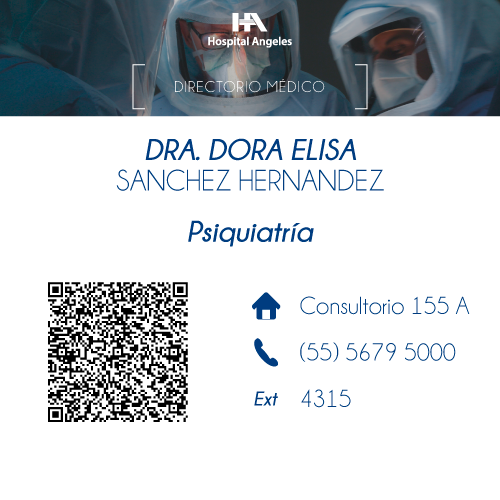 HA
Hospital Angeles
DIRECTORIO MÉDICO
DRA. DORA ELISA
SANCHEZ HERNANDEZ
Psiquiatría
Consultorio 155 A
(55) 5679 5000
Ext 4315